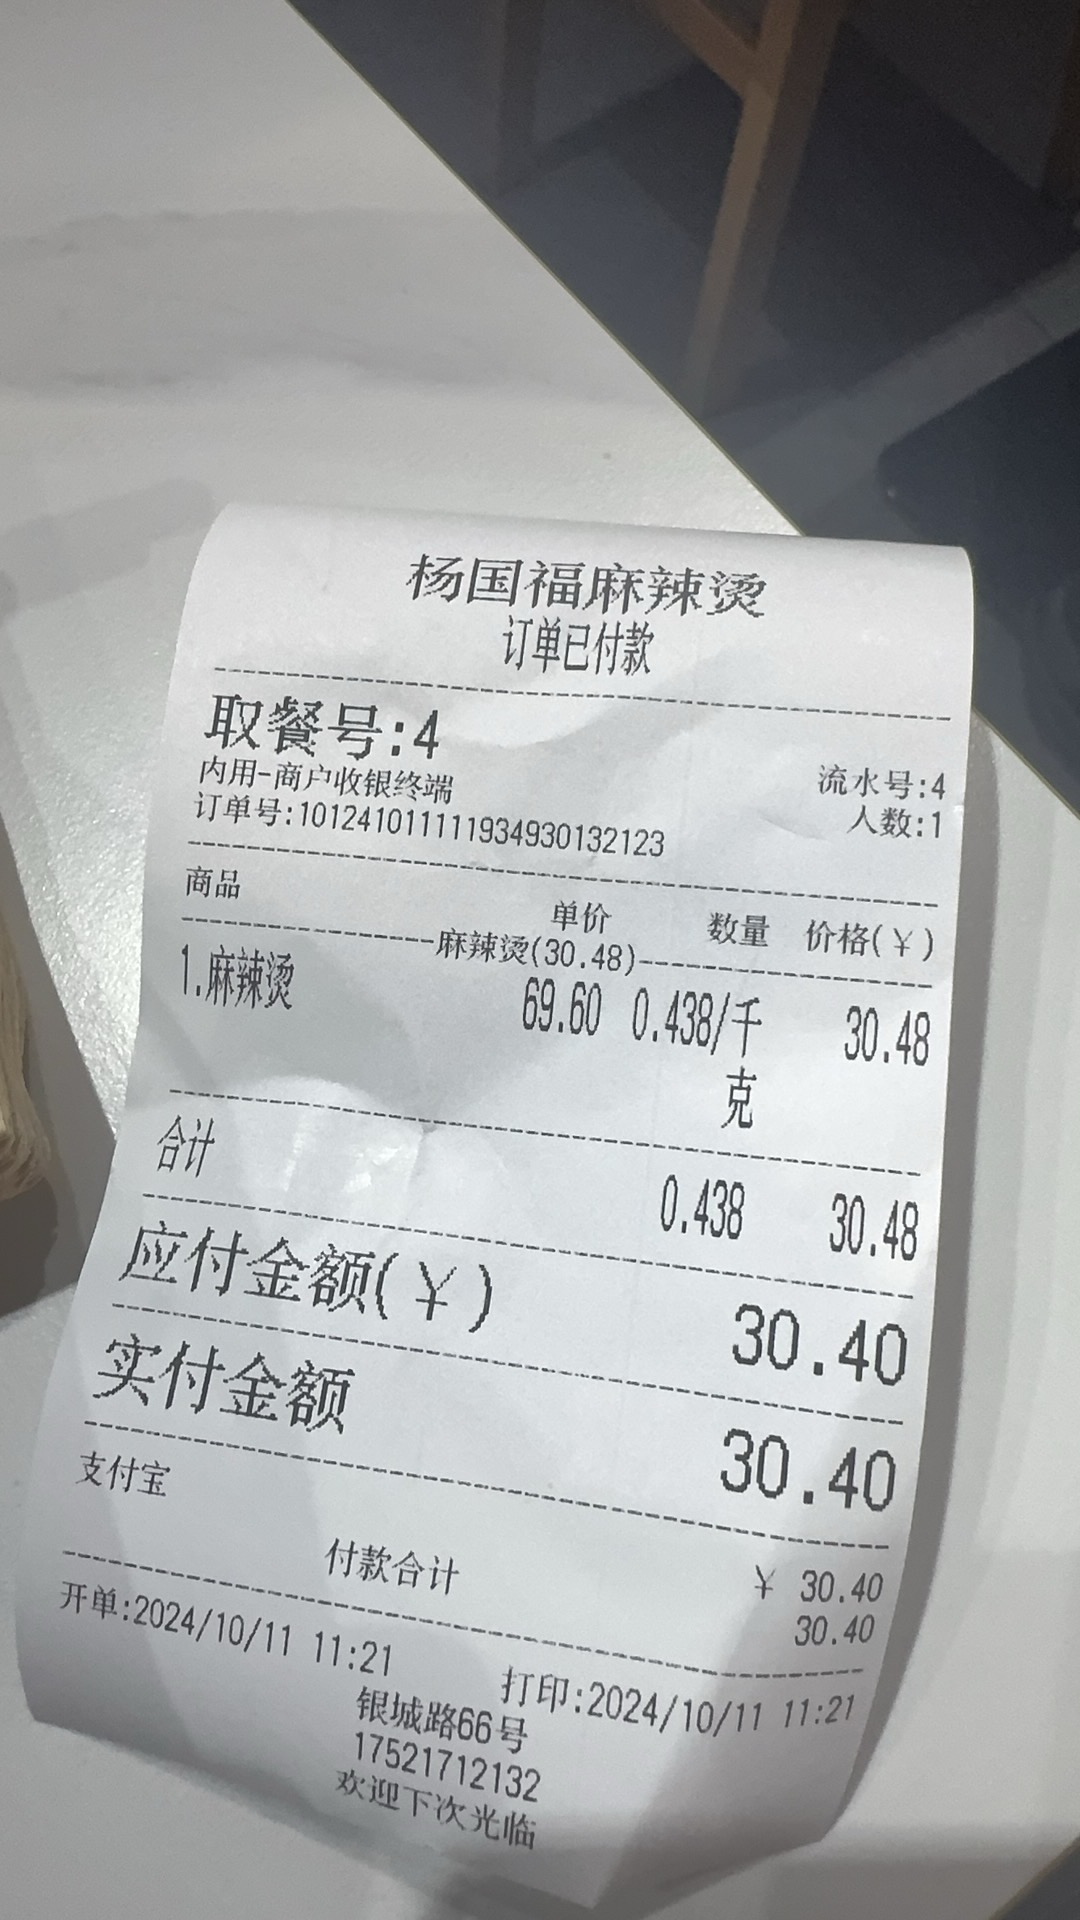 杨国福麻辣烫
订单已付款
取餐号:4
内用-商户收银终端 流水号:4
订单号:101241011111934930132123 人数:1
商品 单价 数量 价格(￥)
麻辣烫(30.48)
1.麻辣烫 69.60 0.438/千克 30.48
合计 0.438 30.48
应付金额(￥) 30.40
实付金额 30.40
支付宝 ￥ 30.40
付款合计 30.40
开单:2024/10/11 11:21 打印:2024/10/11 11:21
银城路66号
17521712132
欢迎下次光临